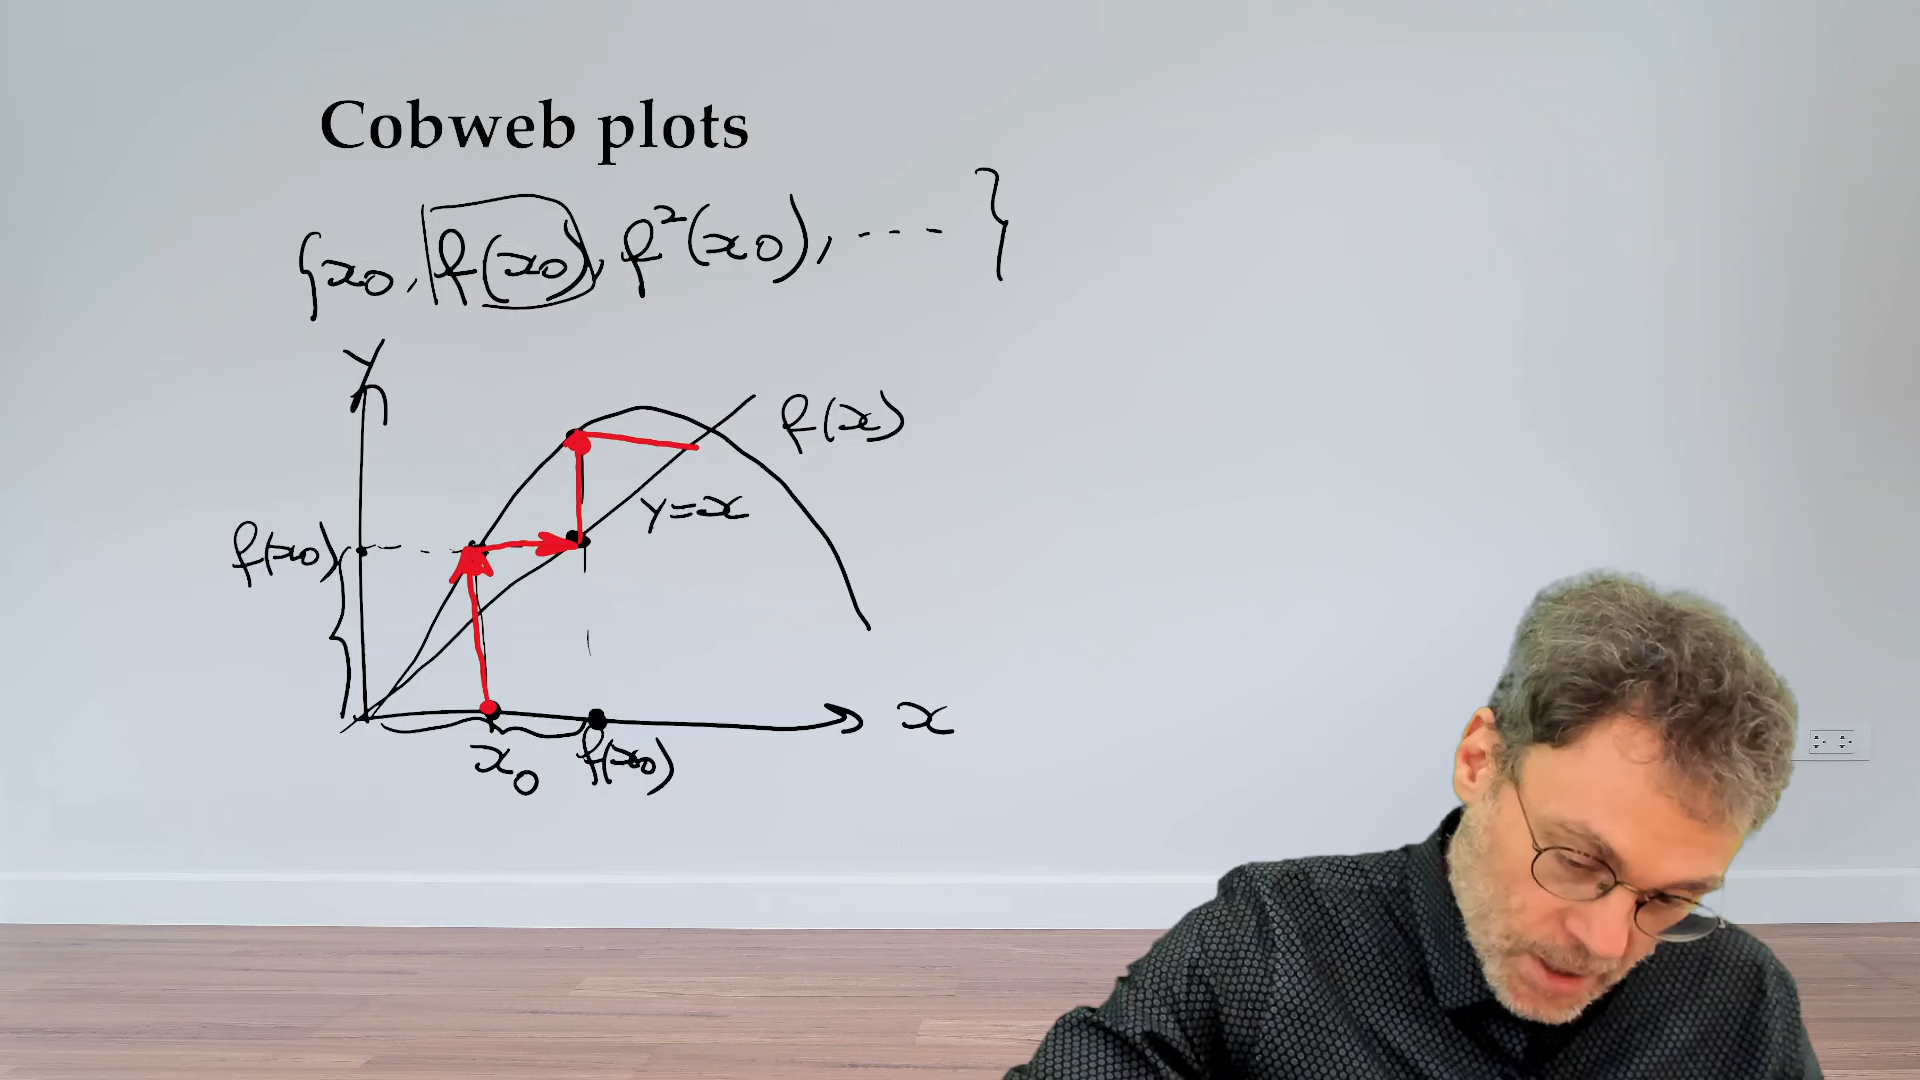 Cobweb plots
{x0, f(x0), f²(x0), ---- }
y
f(x)
y=x
f(x0)
x
x0 f(x0)